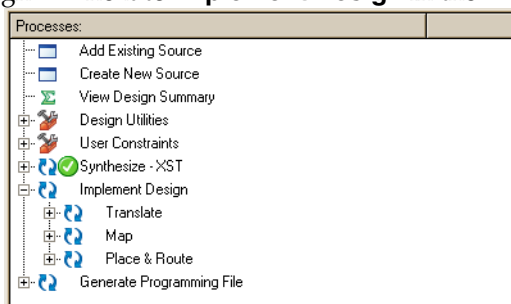 Processes:
Add Existing Source
Create New Source
View Design Summary
Design Utilities
User Constraints
Synthesize - XST
Implement Design
Translate
Map
Place & Route
Generate Programming File